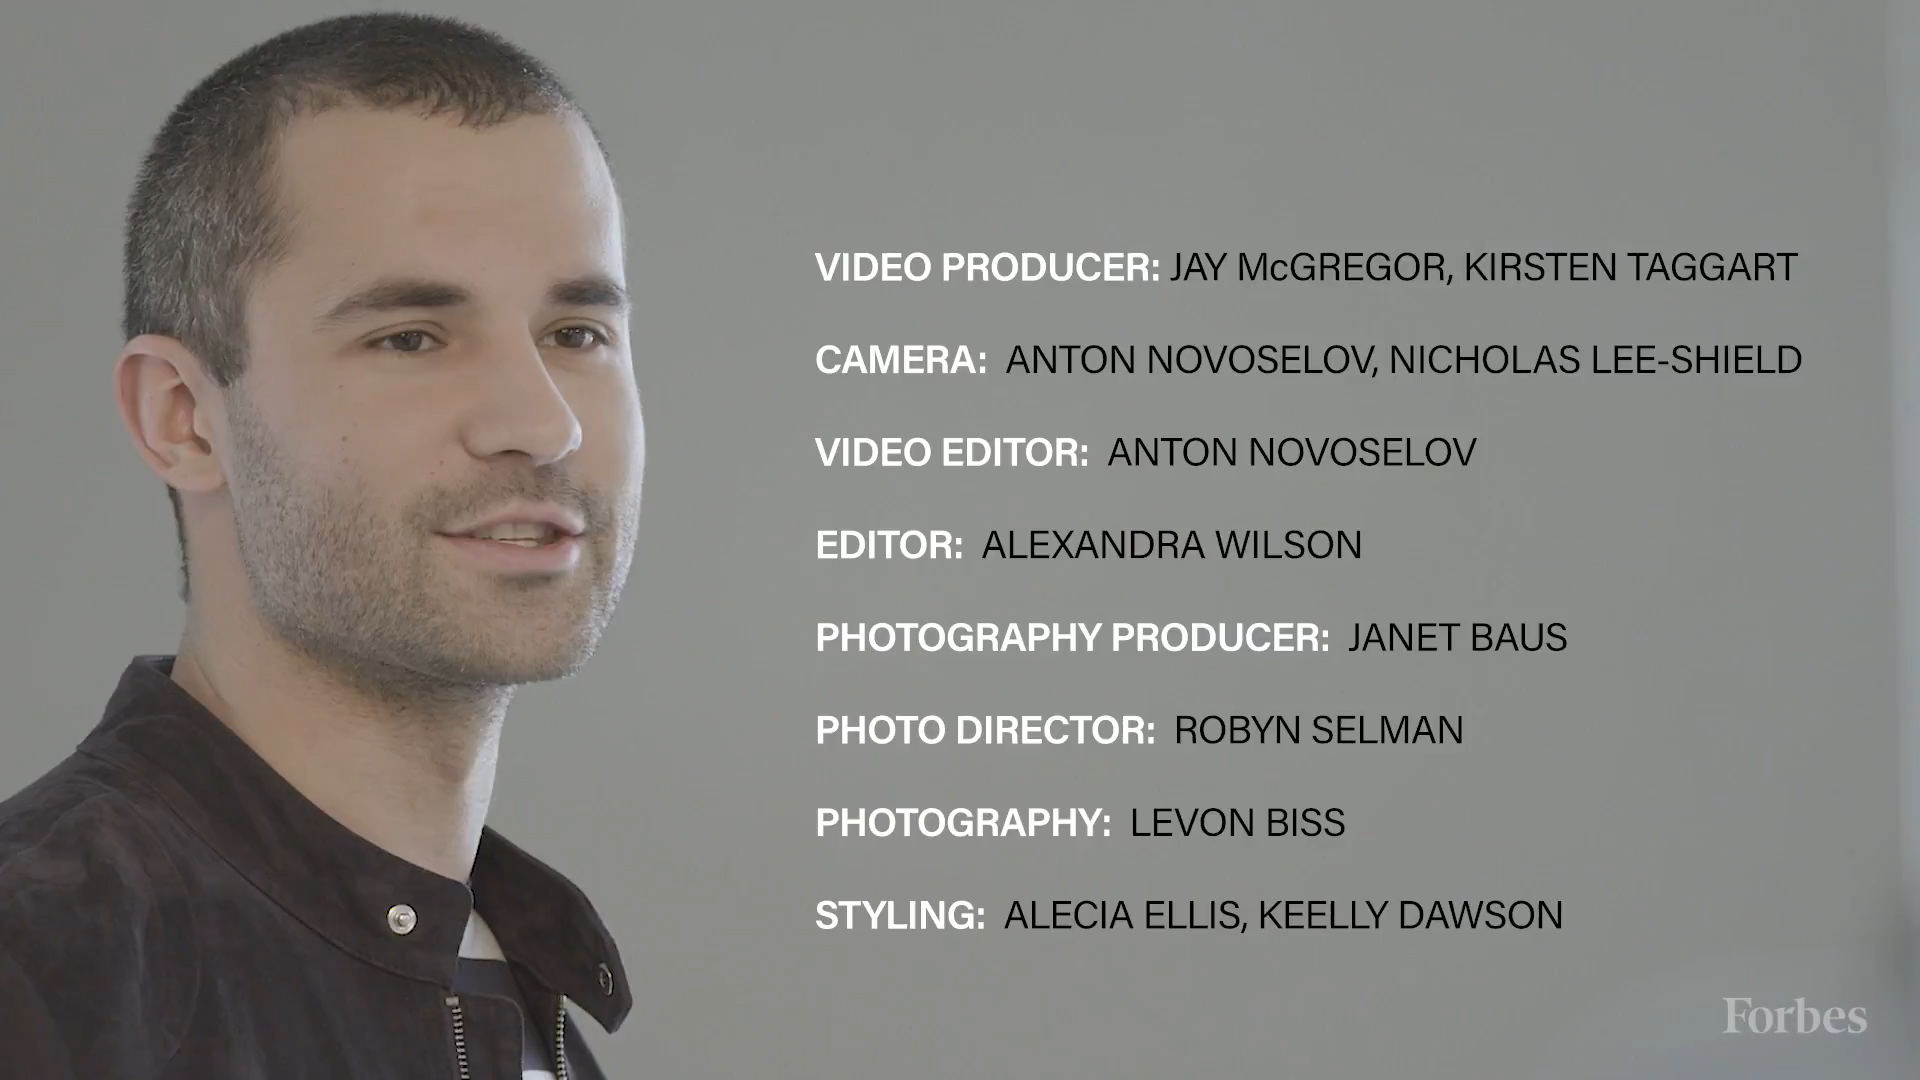 VIDEO PRODUCER: JAY McGREGOR, KIRSTEN TAGGART
CAMERA: ANTON NOVOSELOV, NICHOLAS LEE-SHIELD
VIDEO EDITOR: ANTON NOVOSELOV
EDITOR: ALEXANDRA WILSON
PHOTOGRAPHY PRODUCER: JANET BAUS
PHOTO DIRECTOR: ROBYN SELMAN
PHOTOGRAPHY: LEVON BISS
STYLING: ALECIA ELLIS, KEELLY DAWSON
Forbes